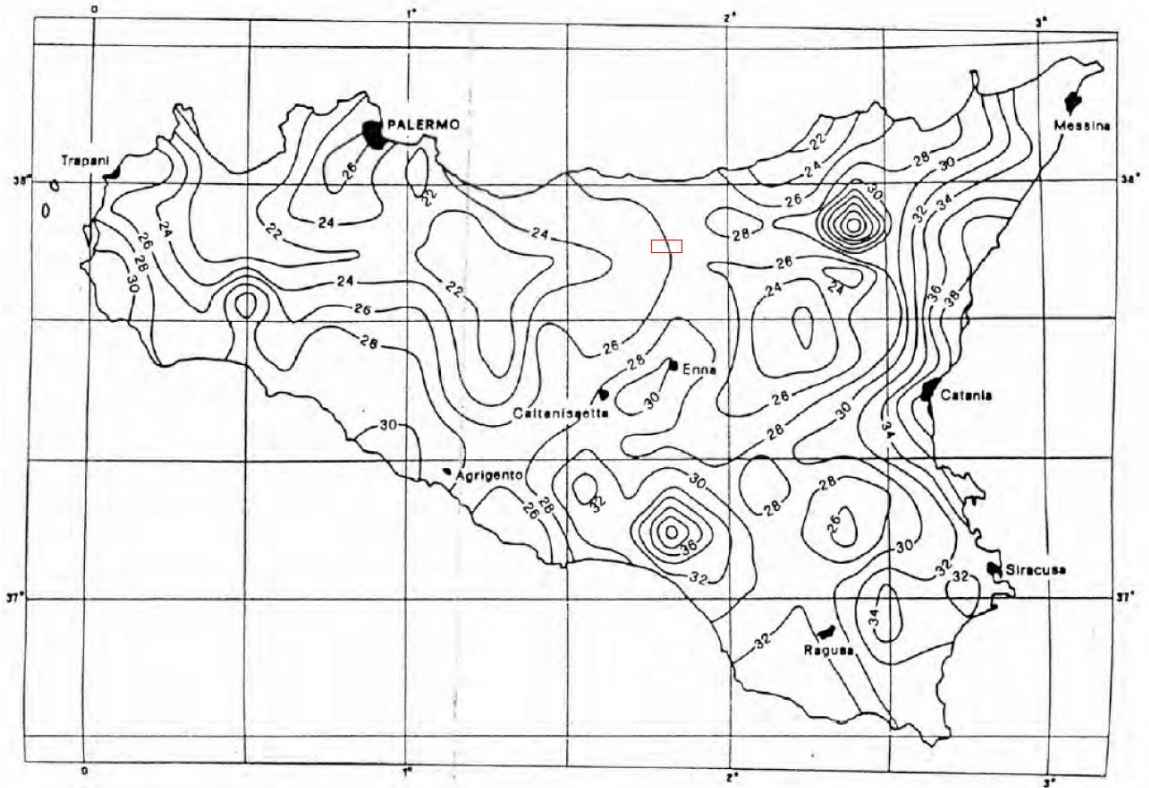 0 1° 2° 3°
22
28 30
Messina
PALERMO
24
Trapani
38° 26 22 26 30 38°
32 34
24 28 24
26 24 22
28 26 36
30 24 24 24 38
22
26
28 26 28 Enna
30 26 30 Catania
Caltanissetta
28 34
30
Agrigento 30
28 32 28 28
26 26
36
30
32 32 Siracusa
37° 37°
34
32
Ragusa
0 1° 2° 3°